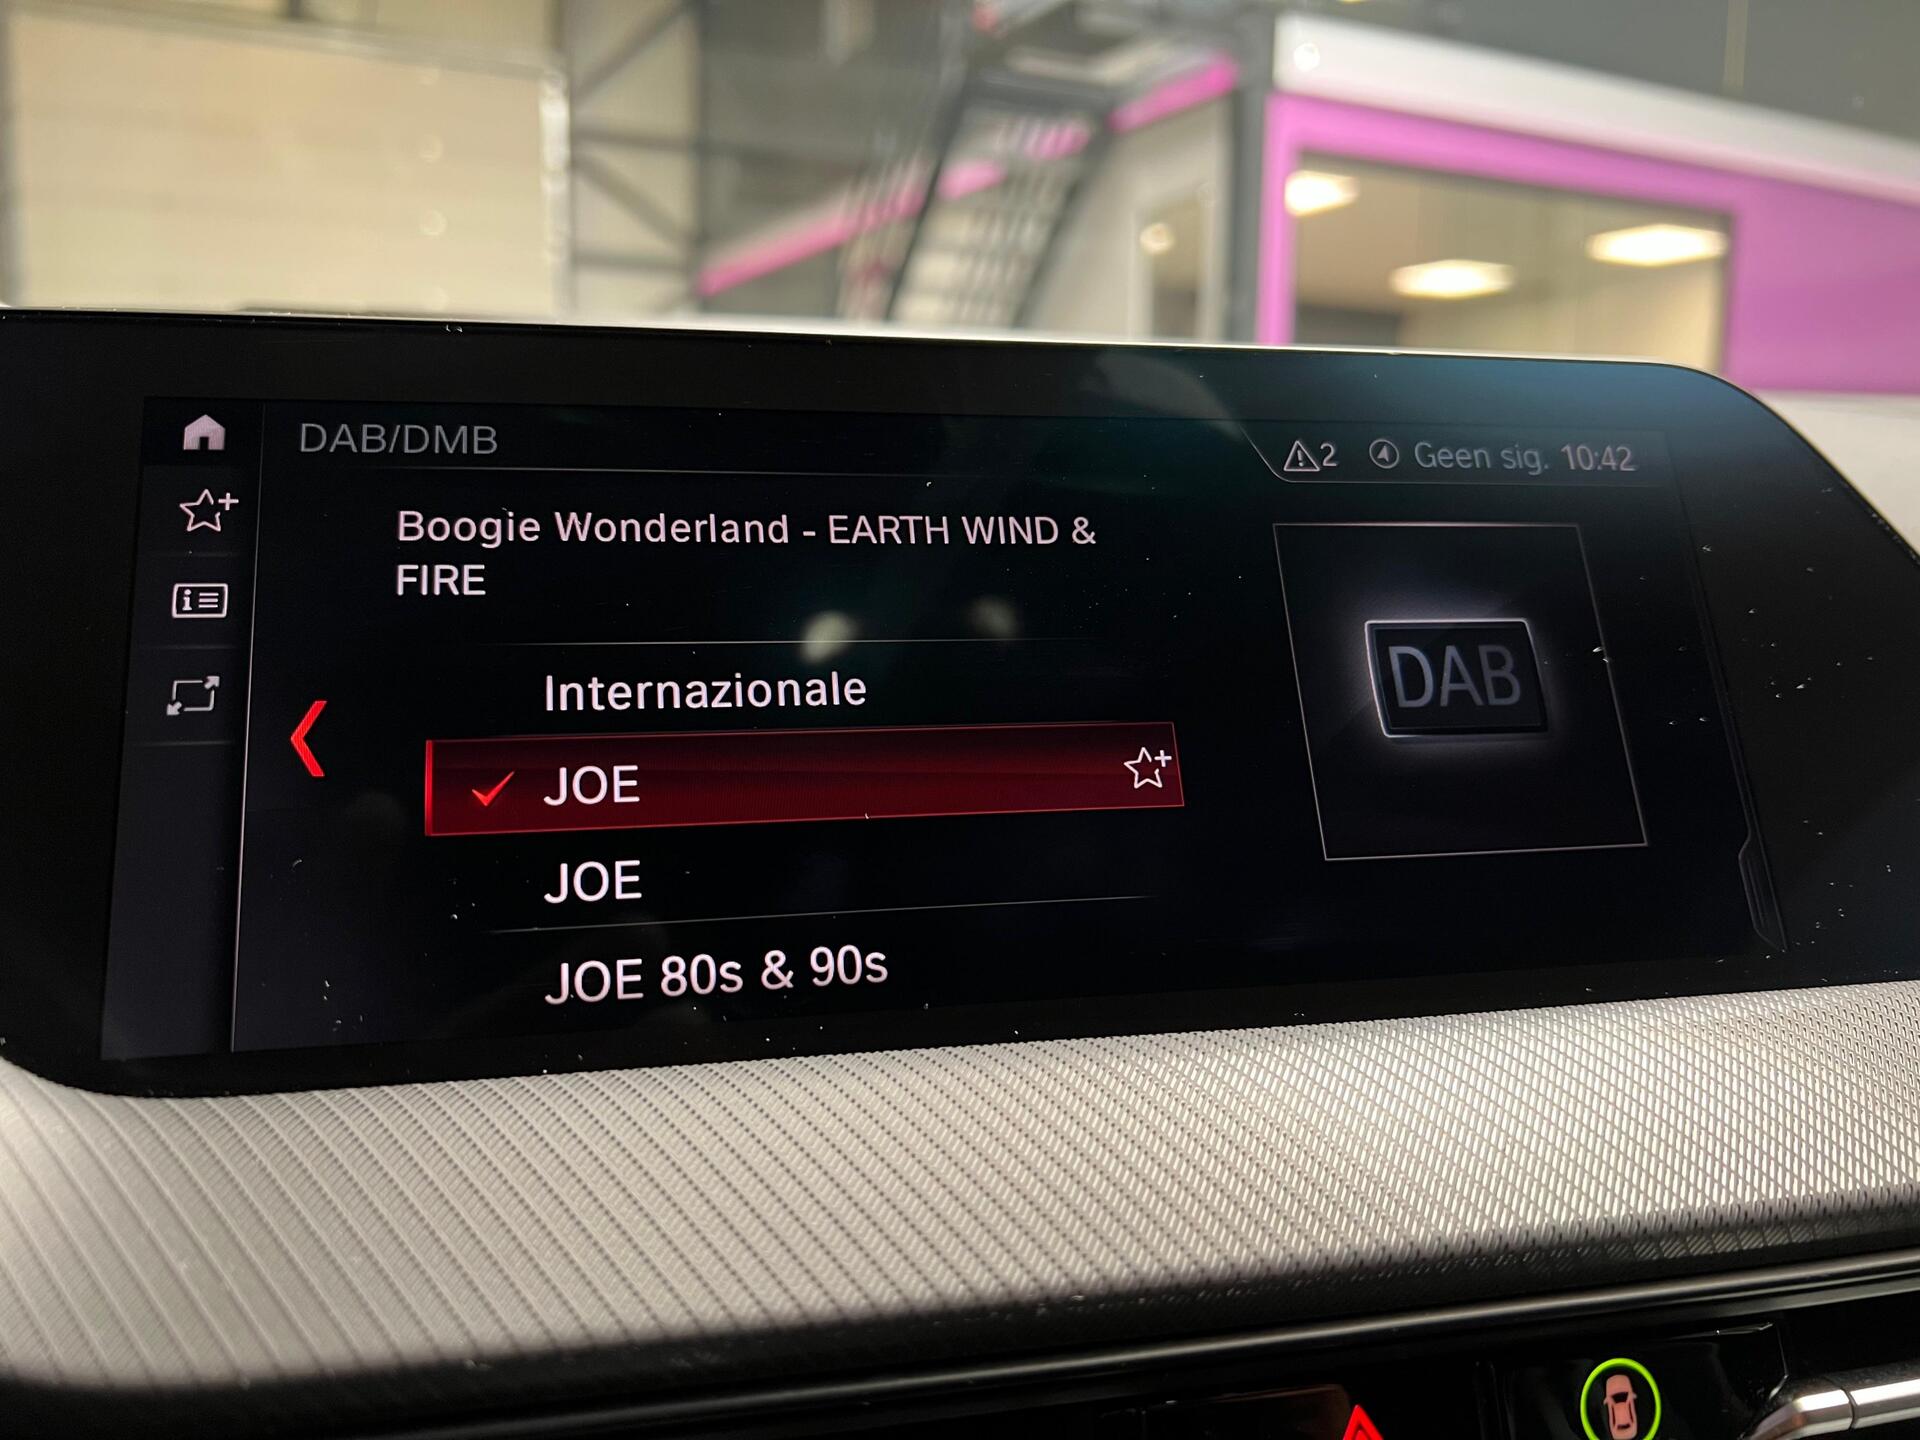 DAB/DMB
2 Geen sig. 10:42
Boogie Wonderland - EARTH WIND &
FIRE
Internazionale
JOE
JOE
JOE 80s & 90s
DAB